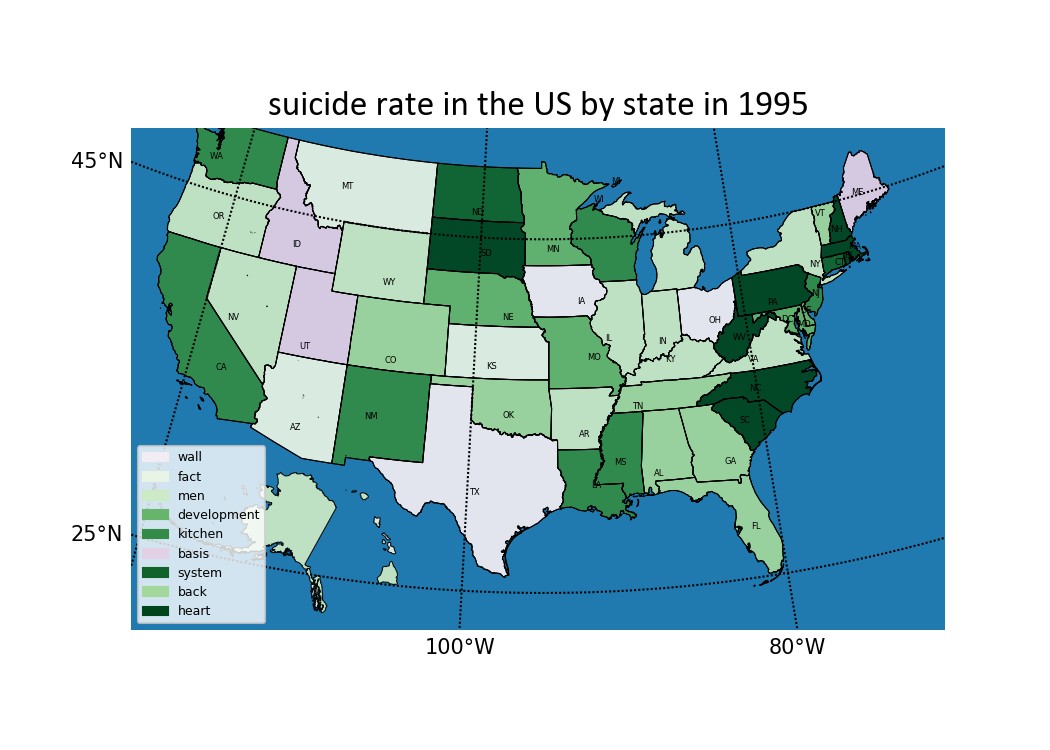 suicide rate in the US by state in 1995
45°N
25°N
100°W
80°W
WA
OR
CA
NV
ID
MT
WY
UT
AZ
CO
NM
ND
SD
NE
KS
OK
TX
MN
IA
MO
AR
LA
WI
MI
IL
IN
OH
KY
TN
MS
AL
GA
FL
SC
NC
VA
WV
PA
NY
VT
NH
ME
MA
CT
NJ
MD
DC
wall
fact
men
development
kitchen
basis
system
back
heart